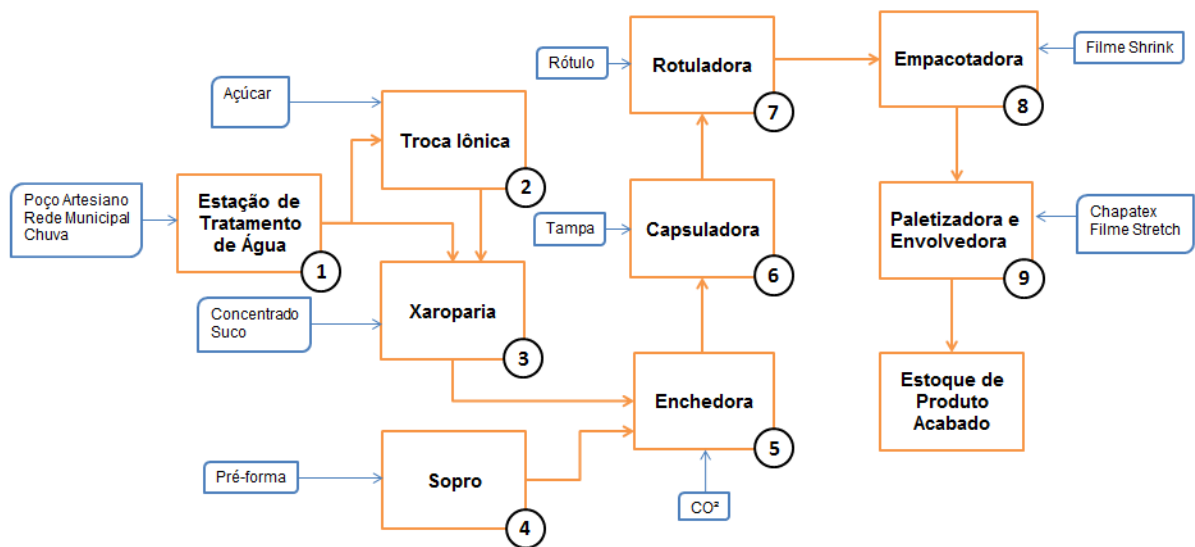 Açúcar
Troca Iônica
2
Poço Artesiano
Rede Municipal
Chuva
Estação de
Tratamento
de Água
1
Concentrado
Suco
Xaroparia
3
Pré-forma
Sopro
4
Enchedora
5
CO²
Tampa
Capsuladora
6
Rótulo
Rotuladora
7
Empacotadora
8
Filme Shrink
Paletizadora e
Envolvedora
9
Chapatex
Filme Stretch
Estoque de
Produto
Acabado